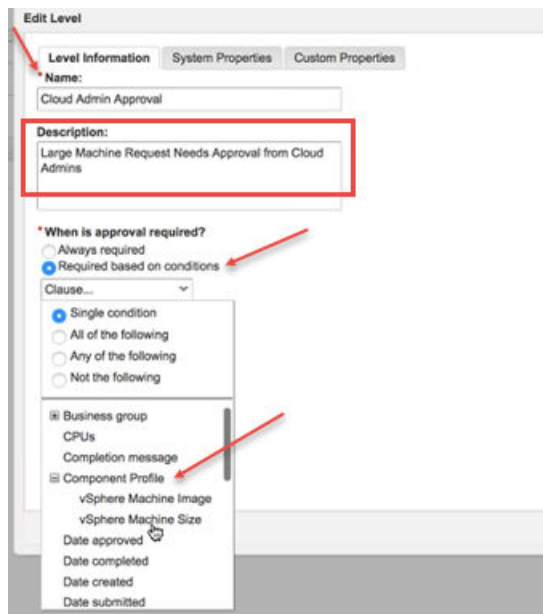 Edit Level
Level Information System Properties Custom Properties
*Name:
Cloud Admin Approval
Description:
Large Machine Request Needs Approval from Cloud
Admins
*When is approval required?
Always required
Required based on conditions
Clause...
Single condition
All of the following
Any of the following
Not the following
Business group
CPUs
Completion message
Component Profile
vSphere Machine Image
vSphere Machine Size
Date approved
Date completed
Date created
Date submitted